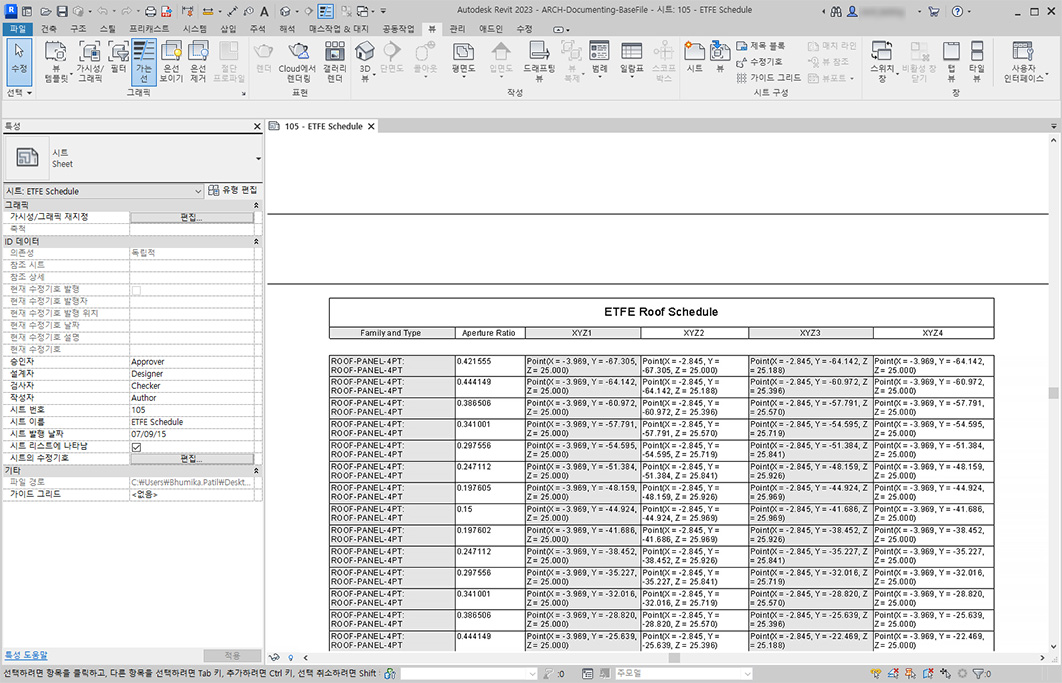 Autodesk Revit 2023 - ARCH-Documenting-BaseFile - 시트: 105 - ETFE Schedule
파일 건축 구조 스틸 프리캐스트 시스템 삽입 주석 해석 매스작업 & 대지 공동작업 뷰 관리 애드인 수정
수정
뷰 템플릿
가시성/ 그래픽
필터
가는 선
은선 보이기
은선 제거
절단 프로파일
렌더
Cloud에서 렌더링
갤러리 렌더
3D 뷰
단면도
콜아웃
평면도
입면도
드래프팅 뷰
뷰 복제
범례
일람표
스코프 박스
시트
뷰
제목 블록
수정기호
가이드 그리드
매치 라인
뷰 참조
뷰포트
스위치 창
비활성 창 닫기
탭 뷰
타일 뷰
사용자 인터페이스
선택 그래픽 표현 작성 시트 구성 창
특성
105 - ETFE Schedule
시트
Sheet
시트: ETFE Schedule 유형 편집
그래픽
가시성/그래픽 재지정 편집...
축척
ID 데이터
의존성 독립적
참조 시트
참조 상세
현재 수정기호 발행
현재 수정기호 발행자
현재 수정기호 발행 위치
현재 수정기호 날짜
현재 수정기호 설명
현재 수정기호
승인자 Approver
설계자 Designer
검사자 Checker
작성자 Author
시트 번호 105
시트 이름 ETFE Schedule
시트 발행 날짜 07/09/15
시트 리스트에 나타남
시트의 수정기호 편집...
기타
파일 경로 C:₩Users₩Bhumika.Patil₩Deskt...
가이드 그리드 <없음>
특성 도움말 적용
ETFE Roof Schedule
Family and Type Aperture Ratio XYZ1 XYZ2 XYZ3 XYZ4
ROOF-PANEL-4PT: 0.421555 Point(X = -3.969, Y = -67.305, Point(X = -2.845, Y = Point(X = -2.845, Y = -64.142, Z Point(X = -3.969, Y = -64.142,
ROOF-PANEL-4PT Z = 25.000) -67.305, Z = 25.000) = 25.188) Z = 25.000)
ROOF-PANEL-4PT: 0.444149 Point(X = -3.969, Y = -64.142, Point(X = -2.845, Y = Point(X = -2.845, Y = -60.972, Z Point(X = -3.969, Y = -60.972,
ROOF-PANEL-4PT Z = 25.000) -64.142, Z = 25.188) = 25.396) Z = 25.000)
ROOF-PANEL-4PT: 0.386506 Point(X = -3.969, Y = -60.972, Point(X = -2.845, Y = Point(X = -2.845, Y = -57.791, Z Point(X = -3.969, Y = -57.791,
ROOF-PANEL-4PT Z = 25.000) -60.972, Z = 25.396) = 25.570) Z = 25.000)
ROOF-PANEL-4PT: 0.341001 Point(X = -3.969, Y = -57.791, Point(X = -2.845, Y = Point(X = -2.845, Y = -54.595, Z Point(X = -3.969, Y = -54.595,
ROOF-PANEL-4PT Z = 25.000) -57.791, Z = 25.570) = 25.719) Z = 25.000)
ROOF-PANEL-4PT: 0.297556 Point(X = -3.969, Y = -54.595, Point(X = -2.845, Y = Point(X = -2.845, Y = -51.384, Z Point(X = -3.969, Y = -51.384,
ROOF-PANEL-4PT Z = 25.000) -54.595, Z = 25.719) = 25.841) Z = 25.000)
ROOF-PANEL-4PT: 0.247112 Point(X = -3.969, Y = -51.384, Point(X = -2.845, Y = Point(X = -2.845, Y = -48.159, Z Point(X = -3.969, Y = -48.159,
ROOF-PANEL-4PT Z = 25.000) -51.384, Z = 25.841) = 25.926) Z = 25.000)
ROOF-PANEL-4PT: 0.197605 Point(X = -3.969, Y = -48.159, Point(X = -2.845, Y = Point(X = -2.845, Y = -44.924, Z Point(X = -3.969, Y = -44.924,
ROOF-PANEL-4PT Z = 25.000) -48.159, Z = 25.926) = 25.969) Z = 25.000)
ROOF-PANEL-4PT: 0.15 Point(X = -3.969, Y = -44.924, Point(X = -2.845, Y = Point(X = -2.845, Y = -41.686, Z Point(X = -3.969, Y = -41.686,
ROOF-PANEL-4PT Z = 25.000) -44.924, Z = 25.969) = 25.969) Z = 25.000)
ROOF-PANEL-4PT: 0.197602 Point(X = -3.969, Y = -41.686, Point(X = -2.845, Y = Point(X = -2.845, Y = -38.452, Z Point(X = -3.969, Y = -38.452,
ROOF-PANEL-4PT Z = 25.000) -41.686, Z = 25.969) = 25.926) Z = 25.000)
ROOF-PANEL-4PT: 0.247112 Point(X = -3.969, Y = -38.452, Point(X = -2.845, Y = Point(X = -2.845, Y = -35.227, Z Point(X = -3.969, Y = -35.227,
ROOF-PANEL-4PT Z = 25.000) -38.452, Z = 25.926) = 25.841) Z = 25.000)
ROOF-PANEL-4PT: 0.297556 Point(X = -3.969, Y = -35.227, Point(X = -2.845, Y = Point(X = -2.845, Y = -32.016, Z Point(X = -3.969, Y = -32.016,
ROOF-PANEL-4PT Z = 25.000) -35.227, Z = 25.841) = 25.719) Z = 25.000)
ROOF-PANEL-4PT: 0.341001 Point(X = -3.969, Y = -32.016, Point(X = -2.845, Y = Point(X = -2.845, Y = -28.820, Z Point(X = -3.969, Y = -28.820,
ROOF-PANEL-4PT Z = 25.000) -32.016, Z = 25.719) = 25.570) Z = 25.000)
ROOF-PANEL-4PT: 0.386506 Point(X = -3.969, Y = -28.820, Point(X = -2.845, Y = Point(X = -2.845, Y = -25.639, Z Point(X = -3.969, Y = -25.639,
ROOF-PANEL-4PT Z = 25.000) -28.820, Z = 25.570) = 25.396) Z = 25.000)
ROOF-PANEL-4PT: 0.444149 Point(X = -3.969, Y = -25.639, Point(X = -2.845, Y = Point(X = -2.845, Y = -22.469, Z Point(X = -3.969, Y = -22.469,
ROOF-PANEL-4PT Z = 25.000) -25.639, Z = 25.396) = 25.188) Z = 25.000)
선택하려면 항목을 클릭하고, 다른 항목을 선택하려면 Tab 키, 추가하려면 Ctrl 키, 선택 취소하려면 Shift :0 주모델 :0